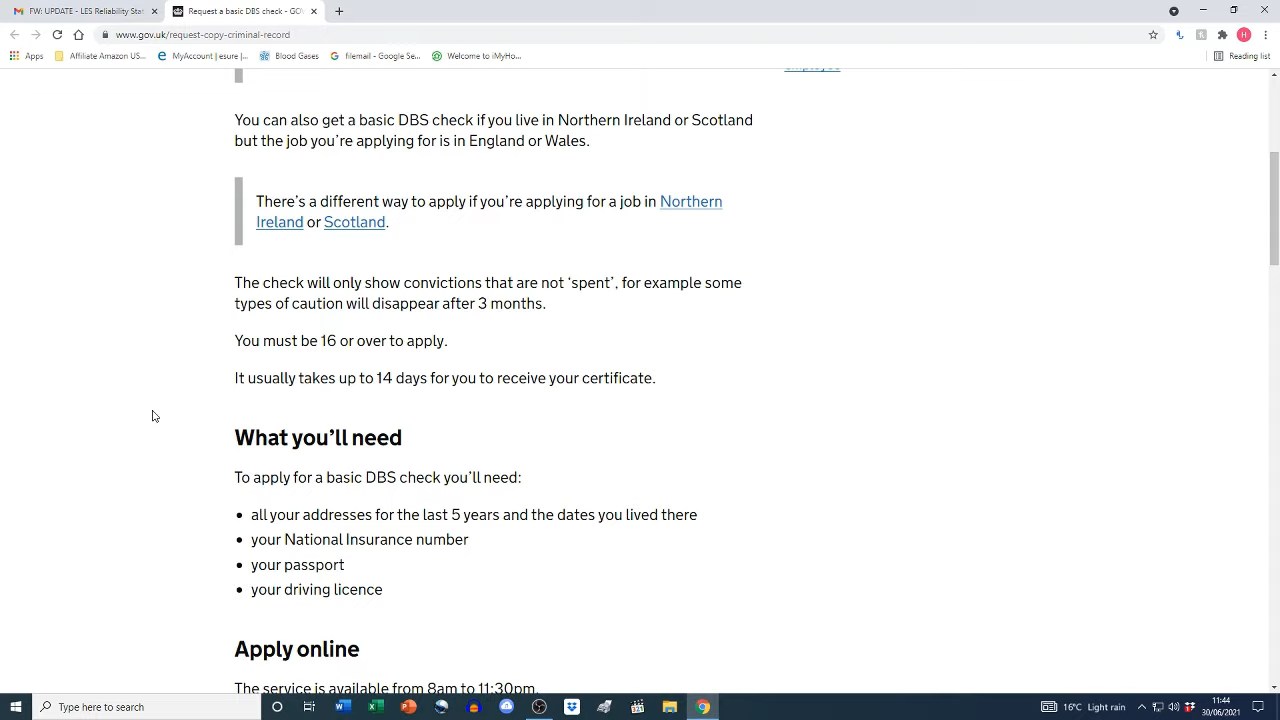 FW: UPDATE - LES Reliability Stat
Request a basic DBS check - GOV
www.gov.uk/request-copy-criminal-record
H
Apps
Affiliate Amazon US...
MyAccount | esure |...
Blood Gases
filemail - Google Se...
Welcome to iMyHo...
Reading list
employee
You can also get a basic DBS check if you live in Northern Ireland or Scotland
but the job you're applying for is in England or Wales.
There's a different way to apply if you're applying for a job in Northern
Ireland or Scotland.
The check will only show convictions that are not ‘spent’, for example some
types of caution will disappear after 3 months.
You must be 16 or over to apply.
It usually takes up to 14 days for you to receive your certificate.
What you’ll need
To apply for a basic DBS check you’ll need:
all your addresses for the last 5 years and the dates you lived there
your National Insurance number
your passport
your driving licence
Apply online
The service is available from 8am to 11:30pm.
Type here to search
16°C Light rain
11:44
30/06/2021